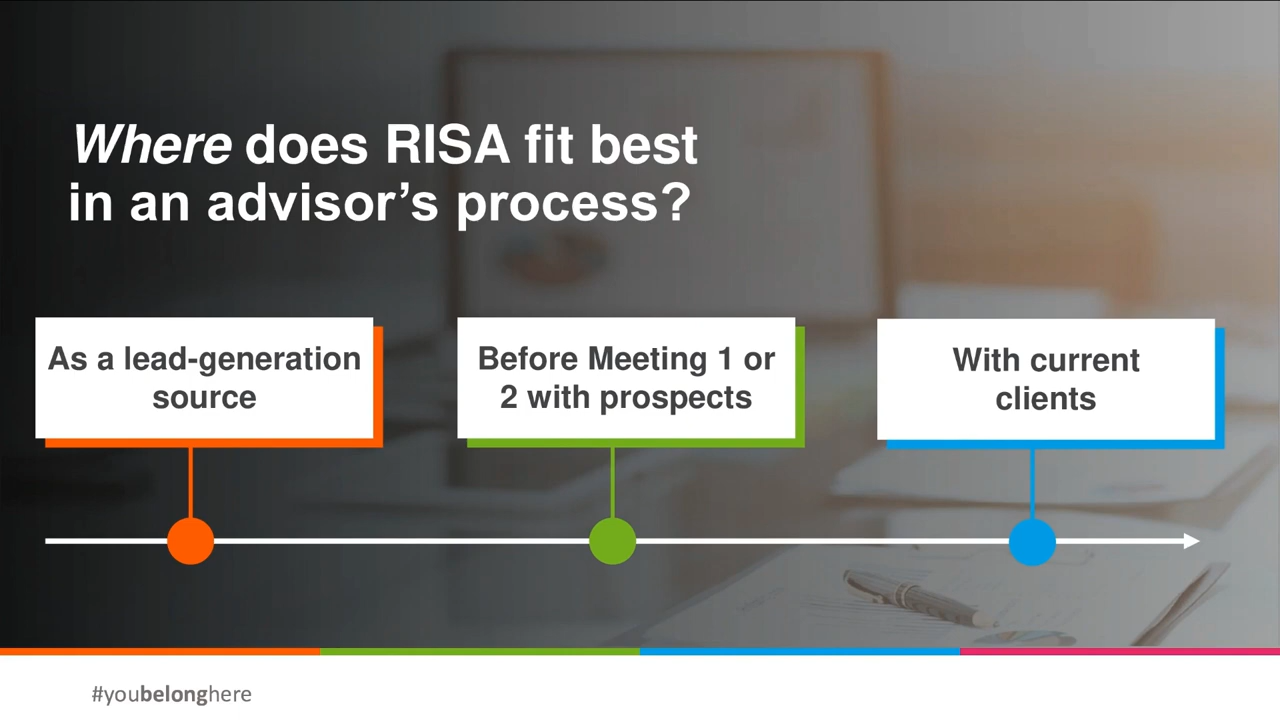 Where does RISA fit best
in an advisor’s process?
As a lead-generation
source
Before Meeting 1 or
2 with prospects
With current
clients
#youbelonghere